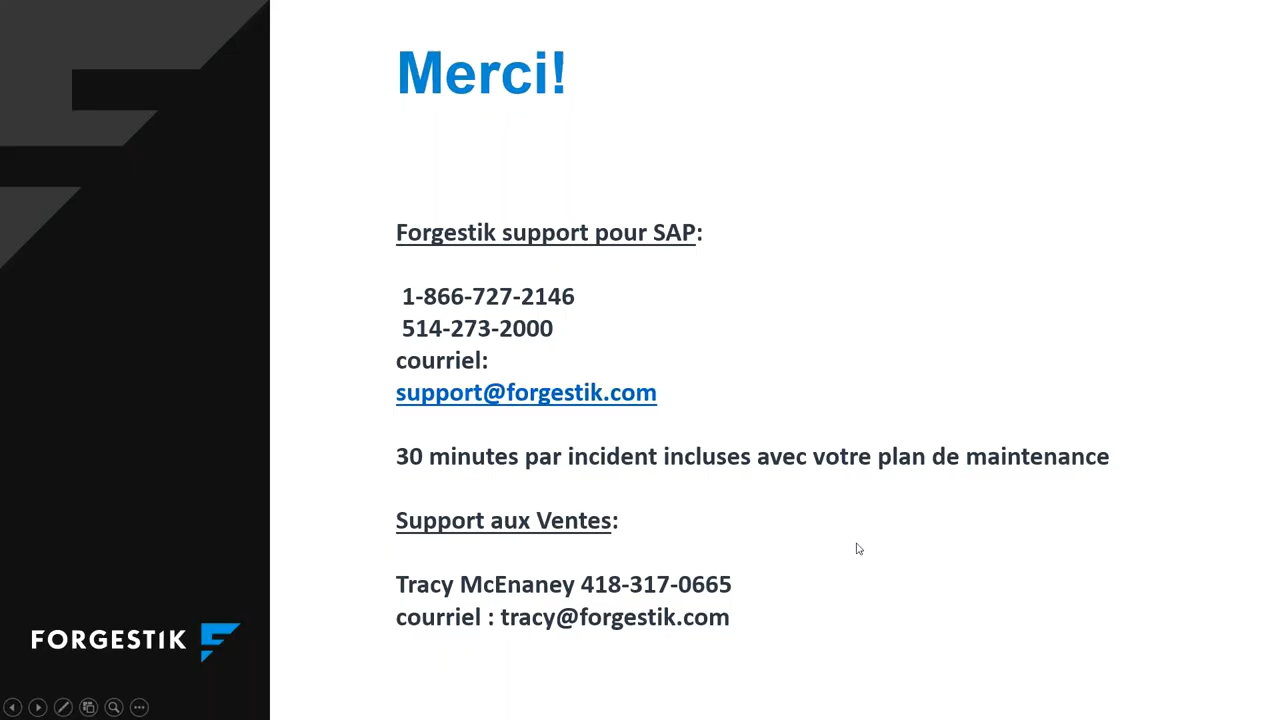 Merci!
Forgestik support pour SAP:
1-866-727-2146
514-273-2000
courriel:
support@forgestik.com
30 minutes par incident incluses avec votre plan de maintenance
Support aux Ventes:
Tracy McEnaney 418-317-0665
courriel : tracy@forgestik.com
FORGESTIK